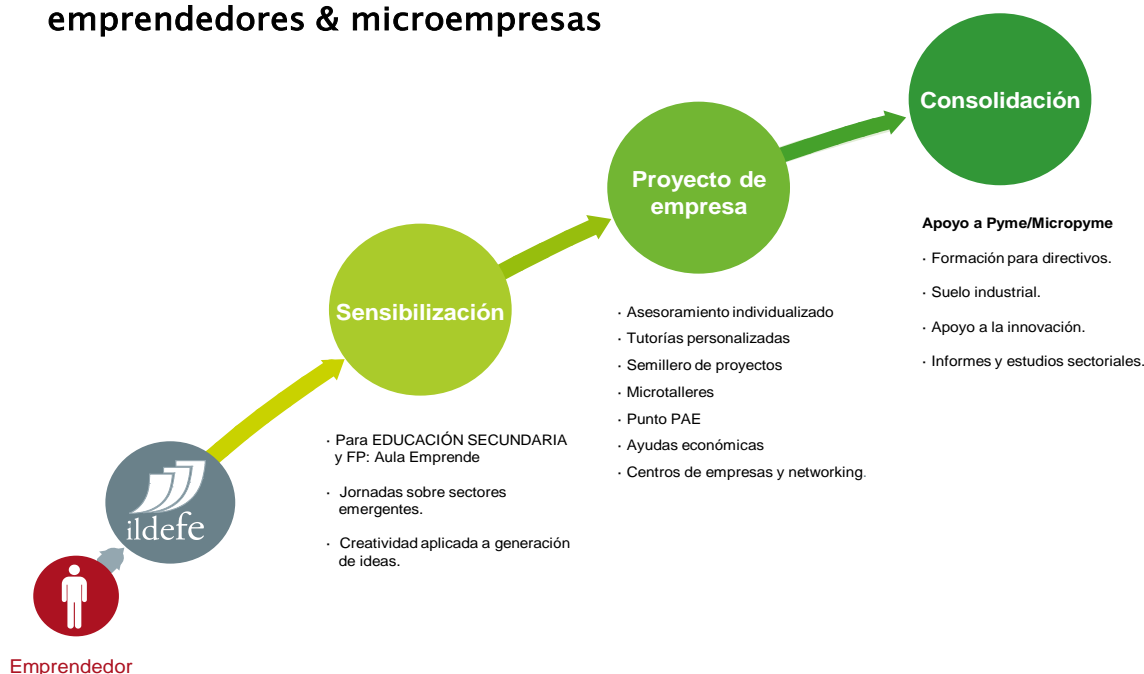 emprendedores & microempresas
Consolidación
Proyecto de
empresa
Apoyo a Pyme/Micropyme
· Formación para directivos.
· Suelo industrial.
· Apoyo a la innovación.
· Informes y estudios sectoriales.
Sensibilización
· Asesoramiento individualizado
· Tutorías personalizadas
· Semillero de proyectos
· Microtalleres
· Punto PAE
· Ayudas económicas
· Centros de empresas y networking.
· Para EDUCACIÓN SECUNDARIA
y FP: Aula Emprende
· Jornadas sobre sectores
emergentes.
· Creatividad aplicada a generación
de ideas.
ildefe
Emprendedor